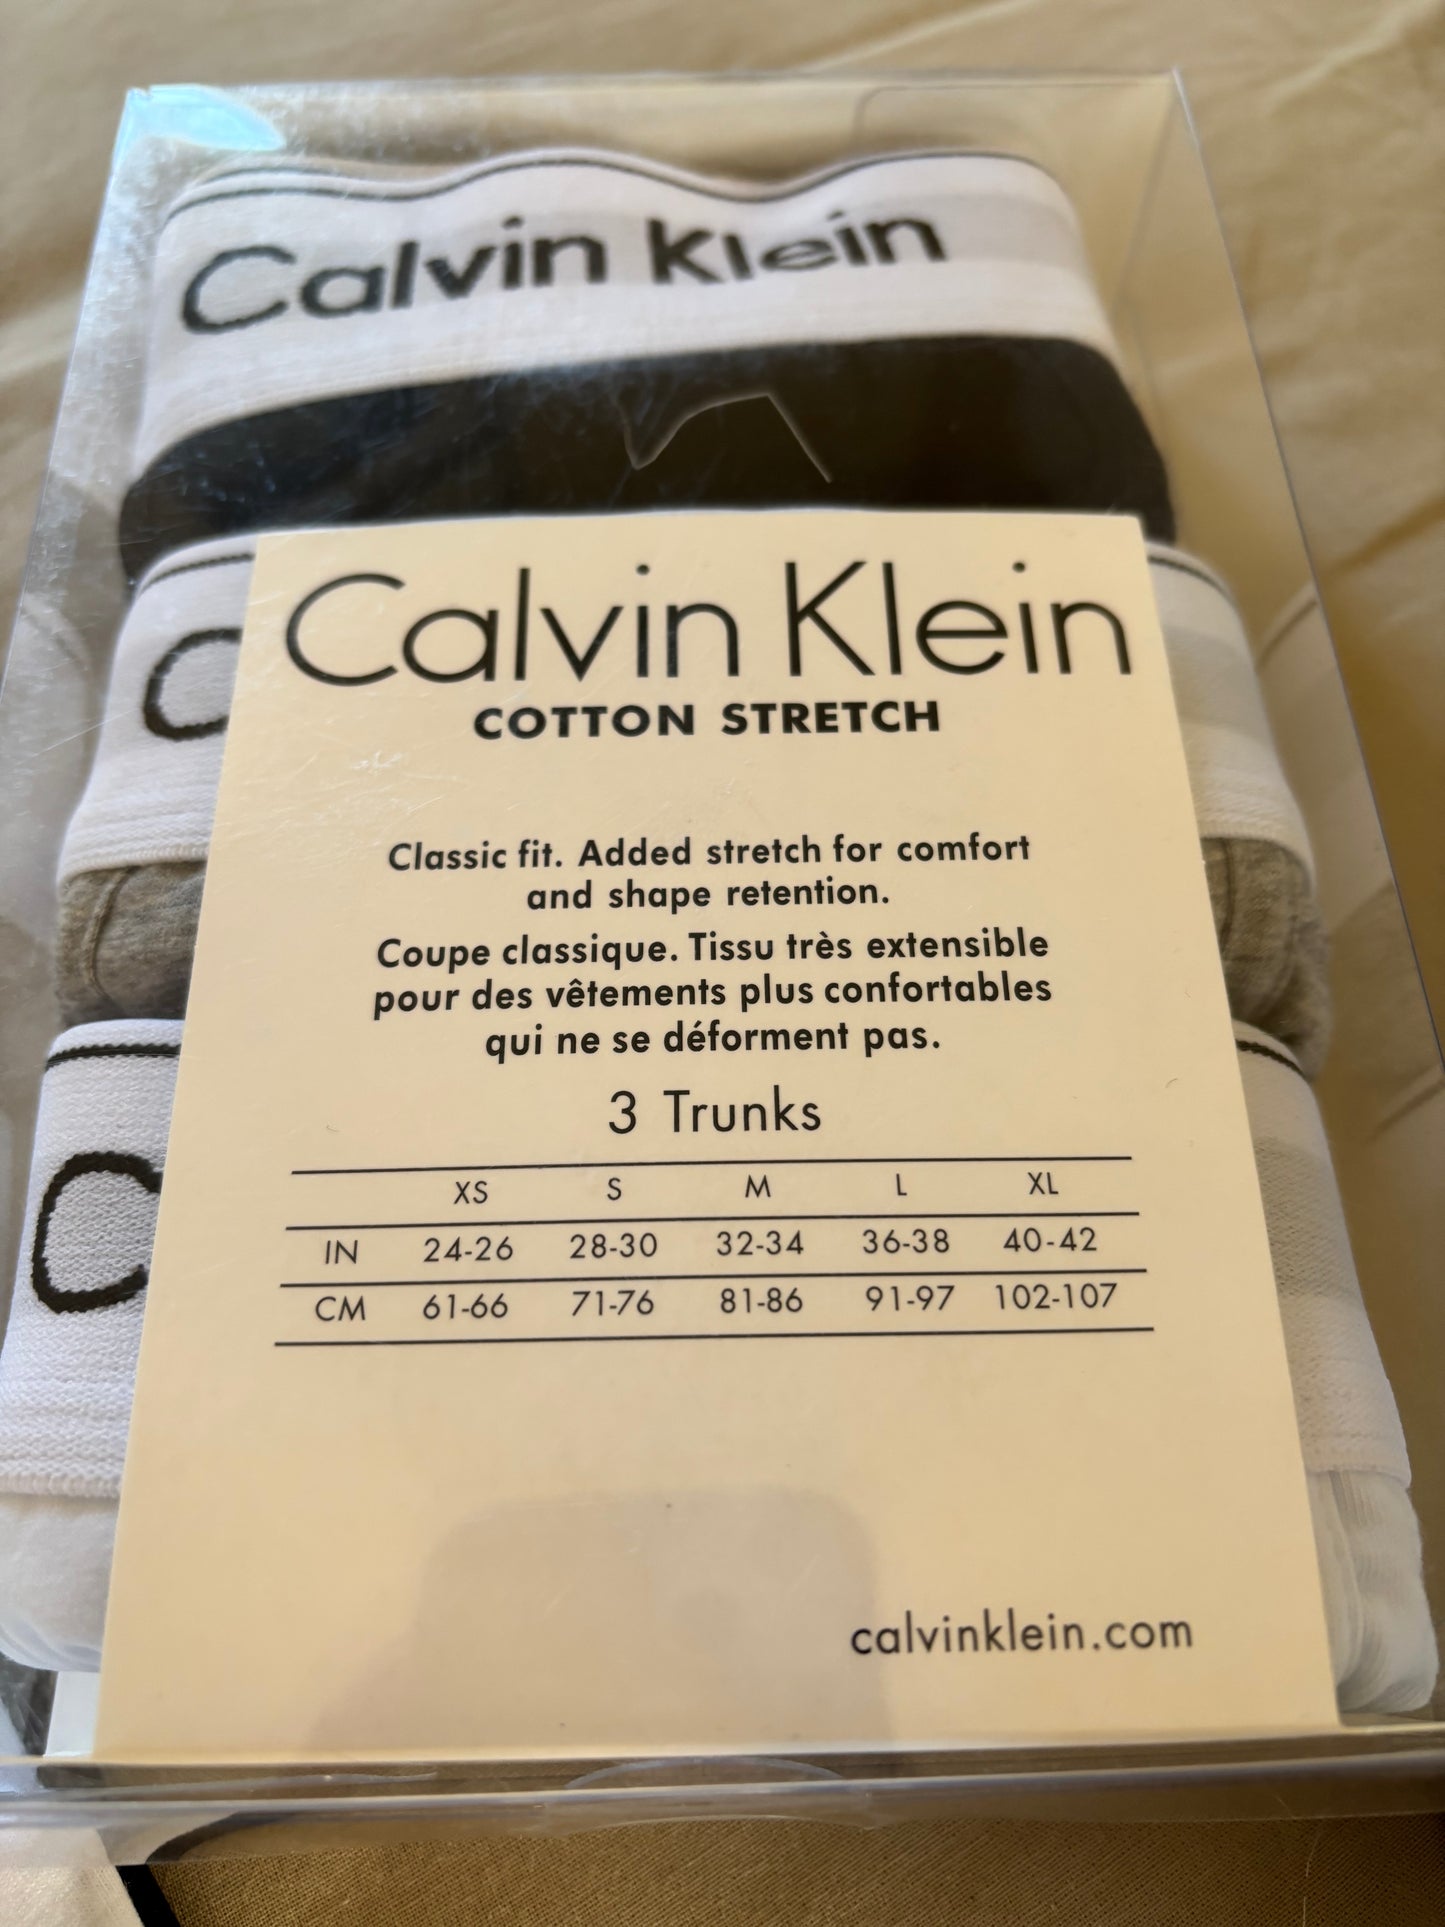 Calvin Klein
C
C
Calvin Klein
COTTON STRETCH
Classic fit. Added stretch for comfort
and shape retention.
Coupe classique. Tissu très extensible
pour des vêtements plus confortables
qui ne se déforment pas.
3 Trunks
XS S M L XL
IN 24-26 28-30 32-34 36-38 40-42
CM 61-66 71-76 81-86 91-97 102-107
calvinklein.com